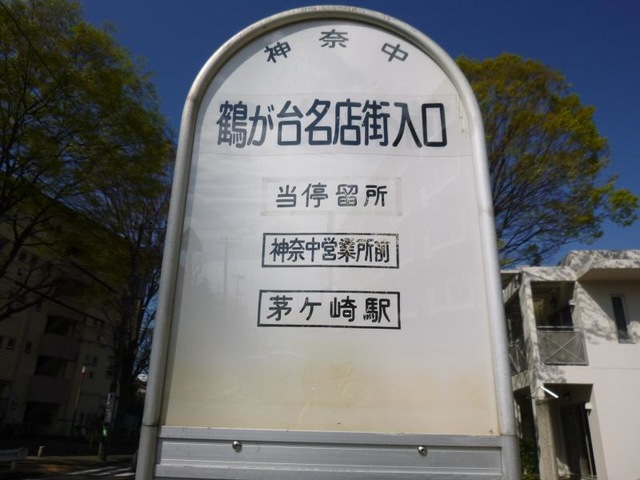 神奈中
鶴が台名店街入口
当停留所
神奈中営業所前
茅ケ崎駅